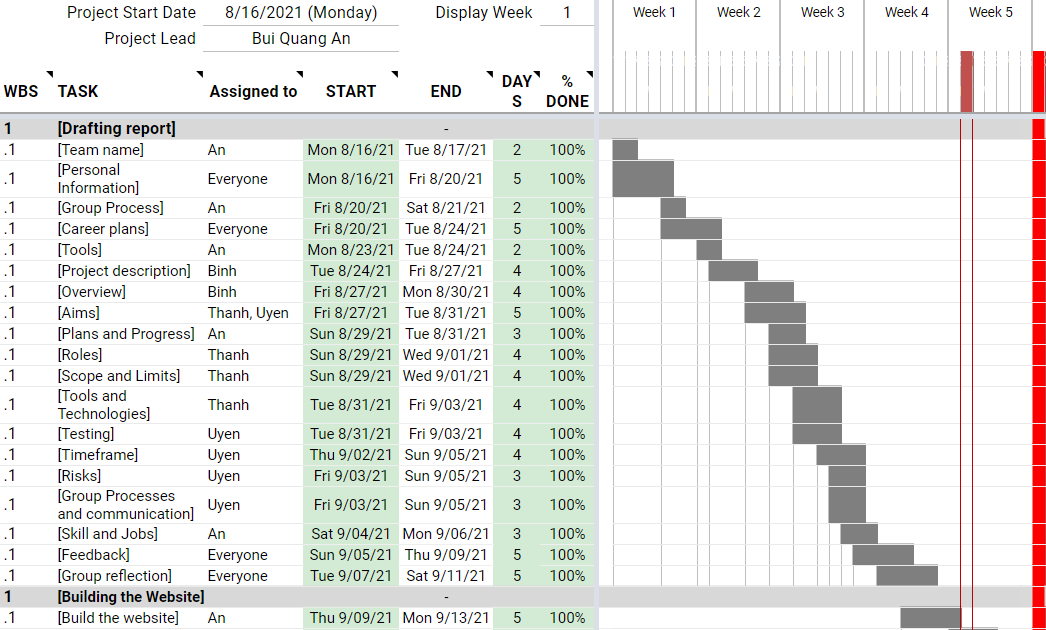 Project Start Date 8/16/2021 (Monday) Display Week 1 Week 1 Week 2 Week 3 Week 4 Week 5
Project Lead Bui Quang An
WBS TASK Assigned to START END DAY S % DONE
1 [Drafting report] -
.1 [Team name] An Mon 8/16/21 Tue 8/17/21 2 100%
.1 [Personal Information] Everyone Mon 8/16/21 Fri 8/20/21 5 100%
.1 [Group Process] An Fri 8/20/21 Sat 8/21/21 2 100%
.1 [Career plans] Everyone Fri 8/20/21 Tue 8/24/21 5 100%
.1 [Tools] An Mon 8/23/21 Tue 8/24/21 2 100%
.1 [Project description] Binh Tue 8/24/21 Fri 8/27/21 4 100%
.1 [Overview] Binh Fri 8/27/21 Mon 8/30/21 4 100%
.1 [Aims] Thanh, Uyen Fri 8/27/21 Tue 8/31/21 5 100%
.1 [Plans and Progress] An Sun 8/29/21 Tue 8/31/21 3 100%
.1 [Roles] Thanh Sun 8/29/21 Wed 9/01/21 4 100%
.1 [Scope and Limits] Thanh Sun 8/29/21 Wed 9/01/21 4 100%
.1 [Tools and Technologies] Thanh Tue 8/31/21 Fri 9/03/21 4 100%
.1 [Testing] Uyen Tue 8/31/21 Fri 9/03/21 4 100%
.1 [Timeframe] Uyen Thu 9/02/21 Sun 9/05/21 4 100%
.1 [Risks] Uyen Fri 9/03/21 Sun 9/05/21 3 100%
.1 [Group Processes and communication] Uyen Fri 9/03/21 Sun 9/05/21 3 100%
.1 [Skill and Jobs] An Sat 9/04/21 Mon 9/06/21 3 100%
.1 [Feedback] Everyone Sun 9/05/21 Thu 9/09/21 5 100%
.1 [Group reflection] Everyone Tue 9/07/21 Sat 9/11/21 5 100%
1 [Building the Website] -
.1 [Build the website] An Thu 9/09/21 Mon 9/13/21 5 100%